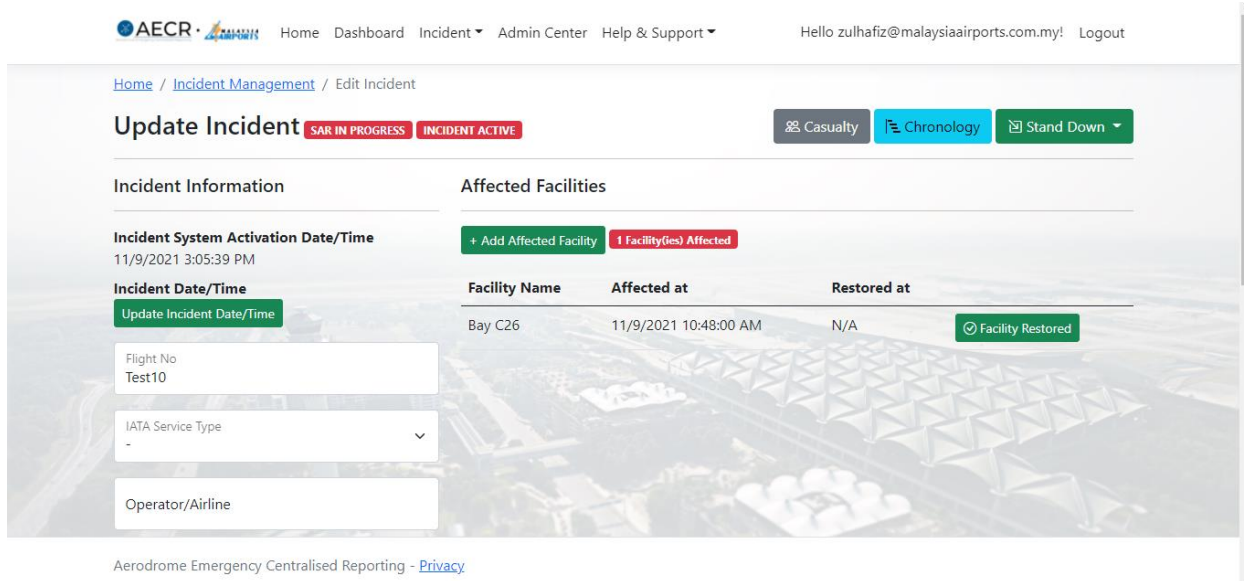 AECR · MALAYSIA AIRPORTS Home Dashboard Incident Admin Center Help & Support Hello zulhafiz@malaysiaairports.com.my! Logout
Home / Incident Management / Edit Incident
Update Incident SAR IN PROGRESS INCIDENT ACTIVE Casualty Chronology Stand Down
Incident Information
Affected Facilities
Incident System Activation Date/Time
11/9/2021 3:05:39 PM
Incident Date/Time
Update Incident Date/Time
Flight No
Test10
IATA Service Type
-
Operator/Airline
+ Add Affected Facility 1 Facility(ies) Affected
Facility Name Affected at Restored at
Bay C26 11/9/2021 10:48:00 AM N/A Facility Restored
Aerodrome Emergency Centralised Reporting - Privacy